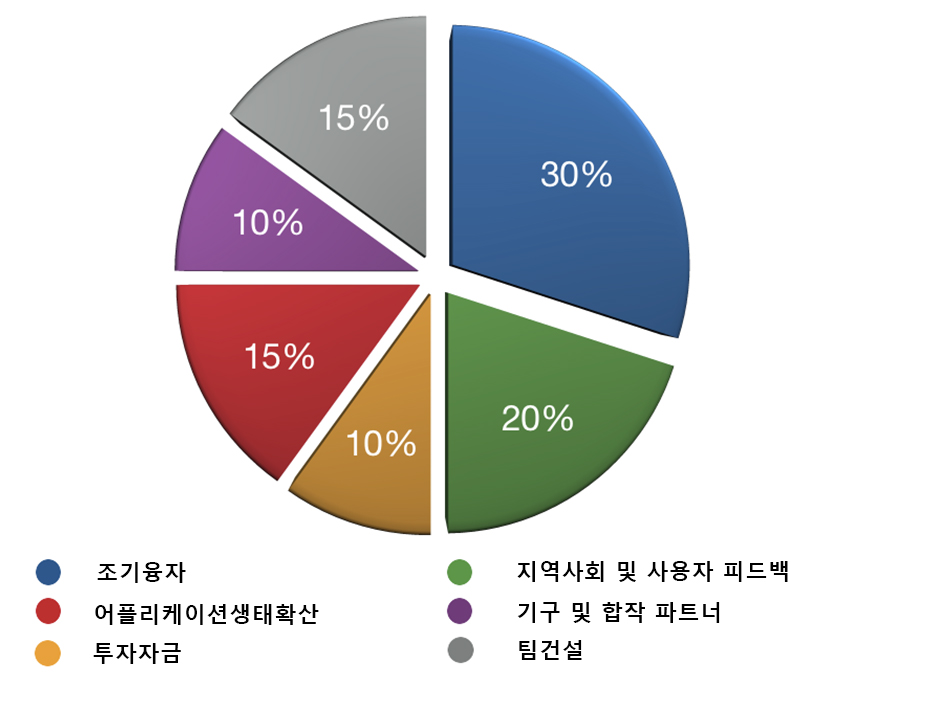 15%
30%
10%
15%
20%
10%
조기융자
지역사회 및 사용자 피드백
어플리케이션생태확산
기구 및 합작 파트너
투자자금
팀건설